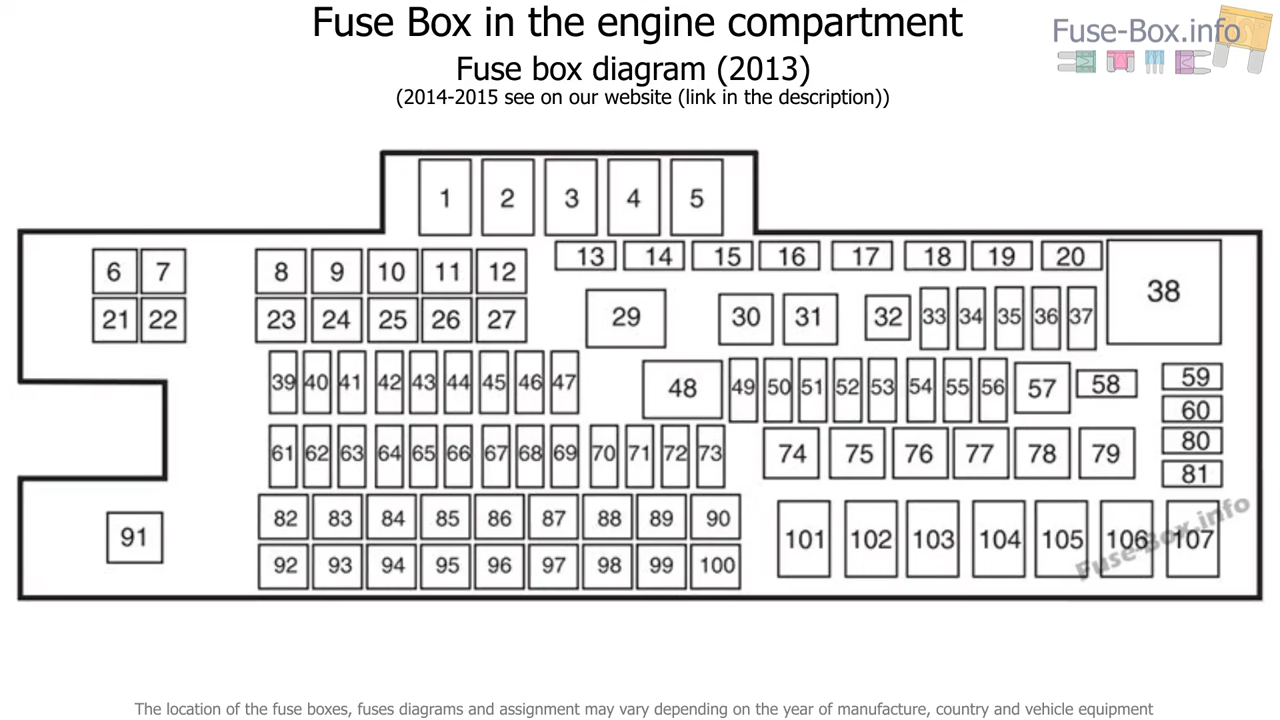 Fuse Box in the engine compartment
Fuse-Box.info
Fuse box diagram (2013)
(2014-2015 see on our website (link in the description))
1 2 3 4 5
13 14 15 16 17 18 19 20
6 7 8 9 10 11 12
38
21 22 23 24 25 26 27 29 30 31 32 33 34 35 36 37
39 40 41 42 43 44 45 46 47 48 49 50 51 52 53 54 55 56 57 58 59
60
61 62 63 64 65 66 67 68 69 70 71 72 73 74 75 76 77 78 79 80
81
82 83 84 85 86 87 88 89 90
91 101 102 103 104 105 106 107
92 93 94 95 96 97 98 99 100
Fuse-Box.info
The location of the fuse boxes, fuses diagrams and assignment may vary depending on the year of manufacture, country and vehicle equipment